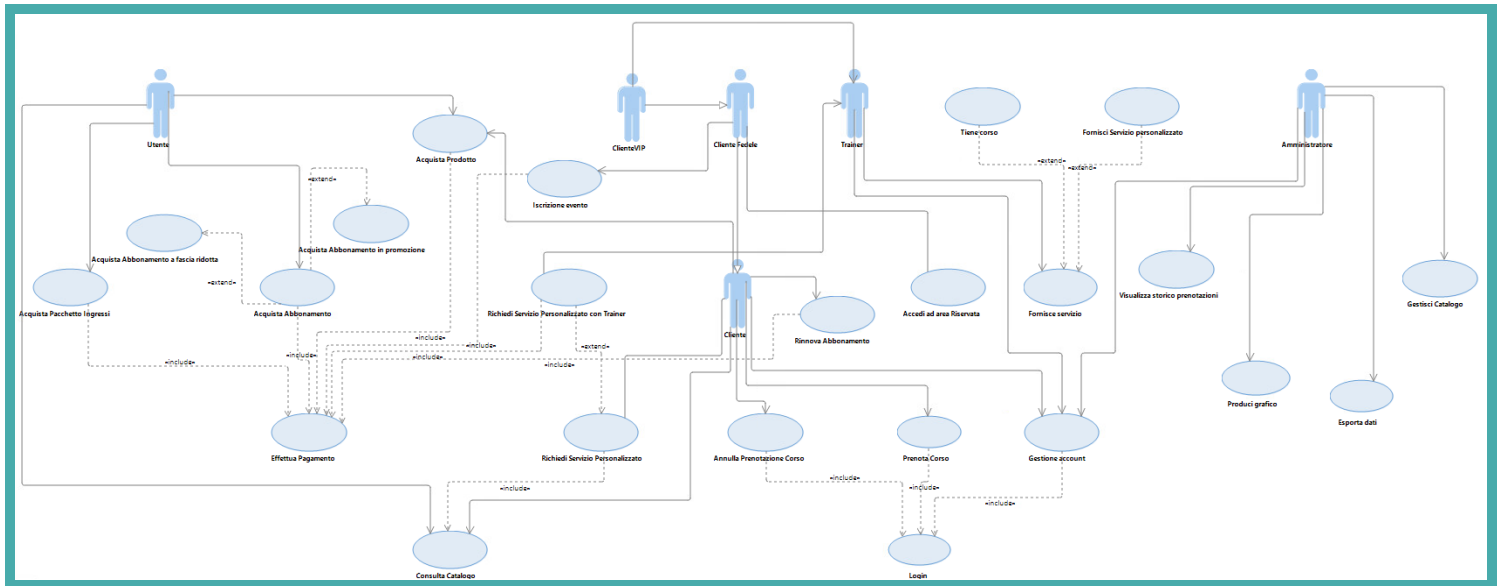 Utente
ClienteVIP
Cliente Fedele
Trainer
Tiene corso
Fornisci Servizio personalizzato
Amministratore
Acquista Prodotto
«extend»
«extend»
«extend»
Iscrizione evento
Acquista Abbonamento in promozione
Acquista Abbonamento a fascia ridotta
«extend»
Acquista Pacchetto Ingressi
Acquista Abbonamento
Richiedi Servizio Personalizzato con Trainer
Cliente
Rinnova Abbonamento
Accedi ad area Riservata
Fornisce servizio
Visualizza storico prenotazioni
Gestisci Catalogo
«include»
«include»
«include»
«include»
«extend»
«include»
«include»
Produci grafico
Esporta dati
Effettua Pagamento
Richiedi Servizio Personalizzato
Annulla Prenotazione Corso
Prenota Corso
Gestione account
«include»
«include»
«include»
«include»
Consulta Catalogo
Login